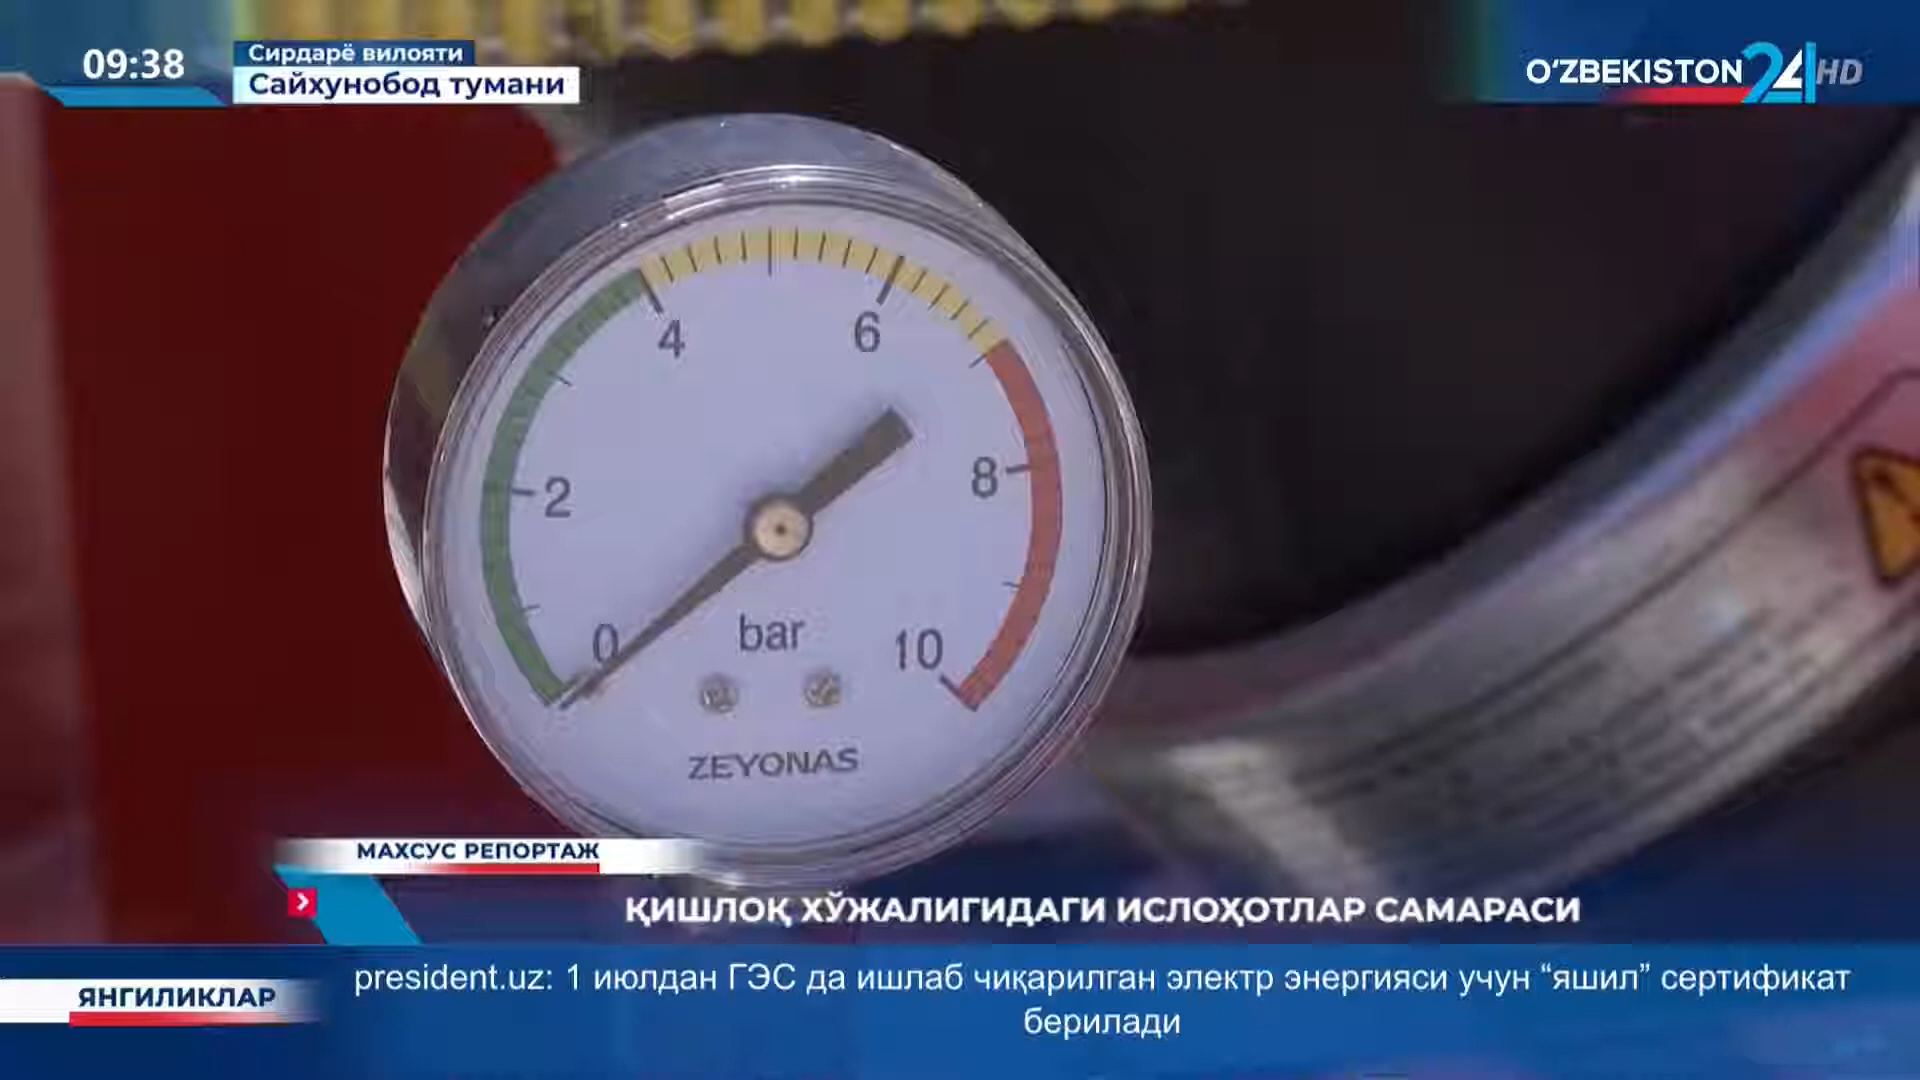 09:38
Сирдарё вилояти
Сайхунобод тумани
O‘ZBEKISTON 24 HD
4
6
2
8
0
bar
10
ZEYONAS
МАХСУС РЕПОРТАЖ
ҚИШЛОҚ ХЎЖАЛИГИДАГИ ИСЛОҲОТЛАР САМАРАСИ
ЯНГИЛИКЛАР
president.uz: 1 июлдан ГЭС да ишлаб чиқарилган электр энергияси учун “яшил” сертификат
берилади